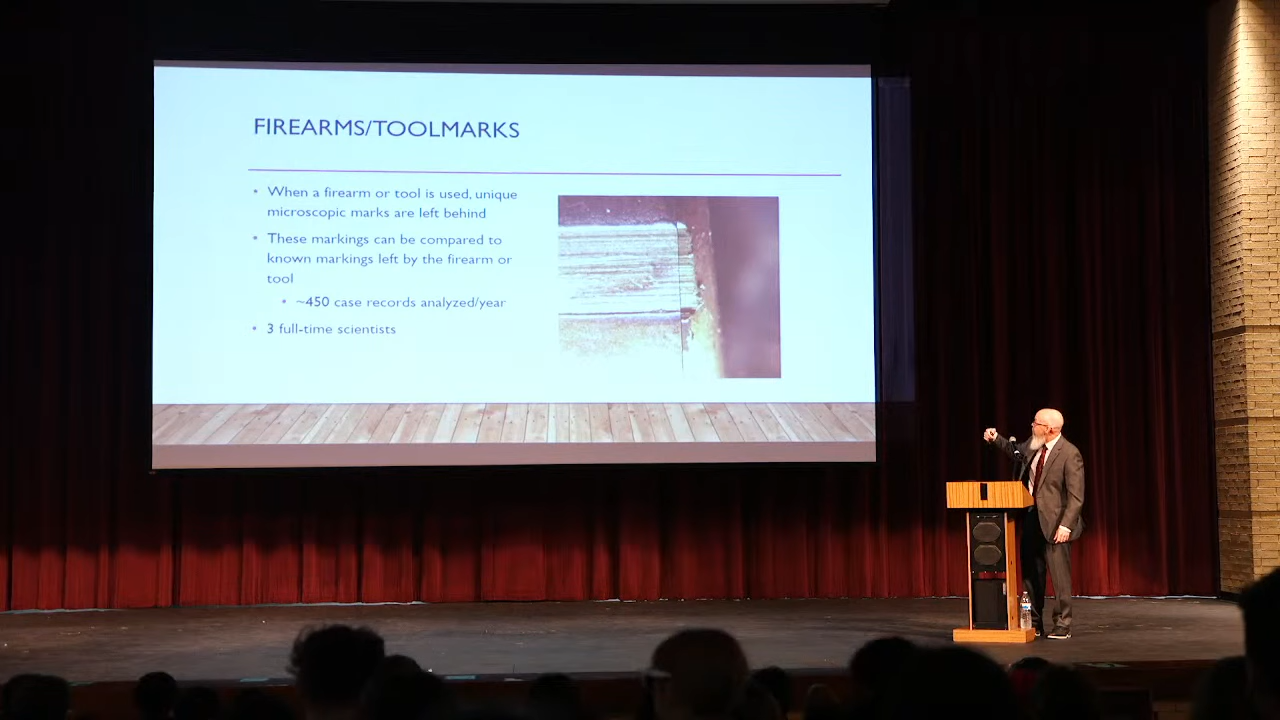 FIREARMS/TOOLMARKS
• When a firearm or tool is used, unique
microscopic marks are left behind
• These markings can be compared to
known markings left by the firearm or
tool
• ~450 case records analyzed/year
• 3 full-time scientists